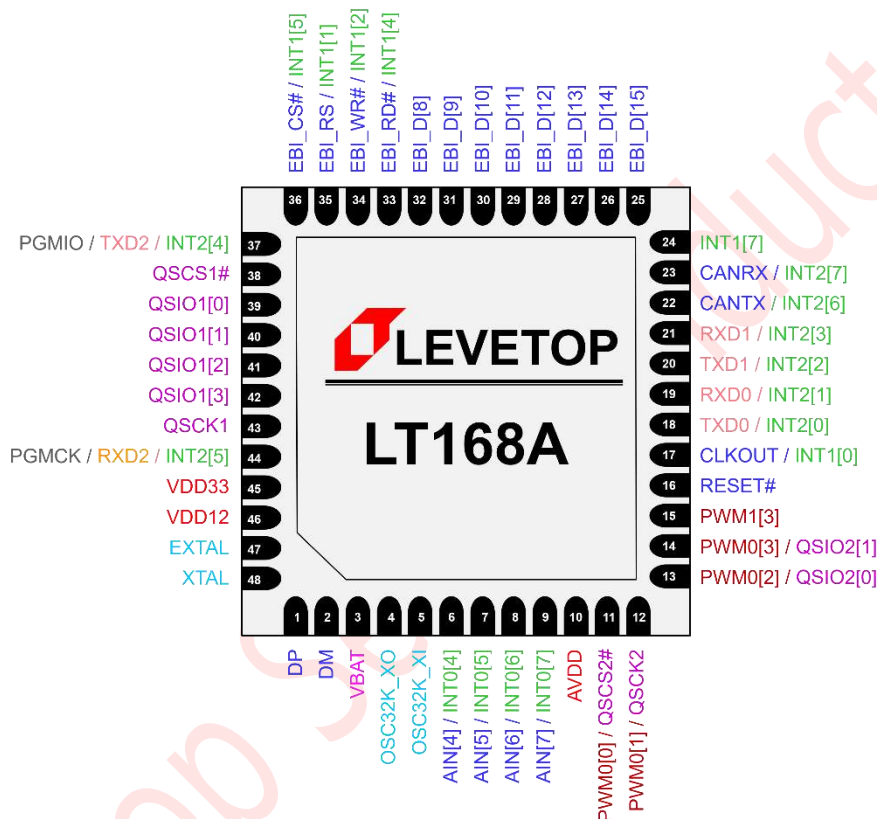 EBI_CS# / INT1[5]
EBI_RS / INT1[1]
EBI_WR# / INT1[2]
EBI_RD# / INT1[4]
EBI_D[8]
EBI_D[9]
EBI_D[10]
EBI_D[11]
EBI_D[12]
EBI_D[13]
EBI_D[14]
EBI_D[15]
36 35 34 33 32 31 30 29 28 27 26 25
PGMIO / TXD2 / INT2[4] 37
QSCS1# 38
QSIO1[0] 39
QSIO1[1] 40
QSIO1[2] 41
QSIO1[3] 42
QSCK1 43
PGMCK / RXD2 / INT2[5] 44
VDD33 45
VDD12 46
EXTAL 47
XTAL 48
LEVETOP
LT168A
24 INT1[7]
23 CANRX / INT2[7]
22 CANTX / INT2[6]
21 RXD1 / INT2[3]
20 TXD1 / INT2[2]
19 RXD0 / INT2[1]
18 TXD0 / INT2[0]
17 CLKOUT / INT1[0]
16 RESET#
15 PWM1[3]
14 PWM0[3] / QSIO2[1]
13 PWM0[2] / QSIO2[0]
1 2 3 4 5 6 7 8 9 10 11 12
DP
DM
VBAT
OSC32K_XO
OSC32K_XI
AIN[4] / INT0[4]
AIN[5] / INT0[5]
AIN[6] / INT0[6]
AIN[7] / INT0[7]
AVDD
PWM0[0] / QSCS2#
PWM0[1] / QSCK2